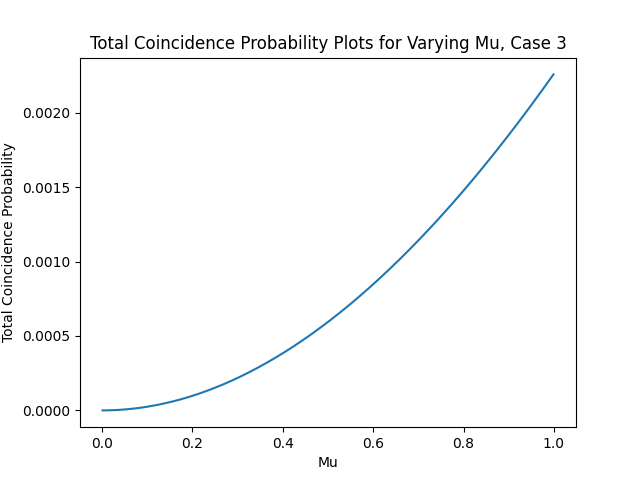 Total Coincidence Probability Plots for Varying Mu, Case 3
Total Coincidence Probability
0.0020
0.0015
0.0010
0.0005
0.0000
0.0 0.2 0.4 0.6 0.8 1.0
Mu